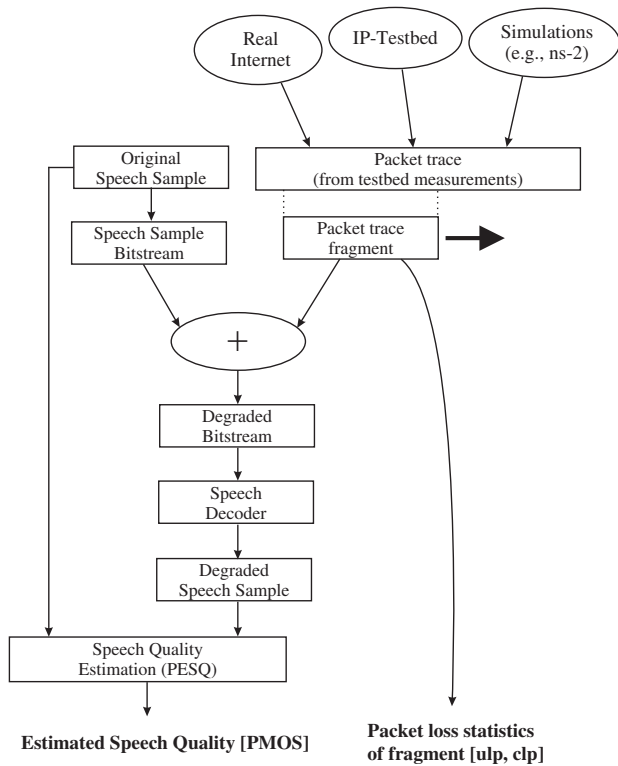 Real
Internet
IP-Testbed
Simulations
(e.g., ns-2)
Original
Speech Sample
Packet trace
(from testbed measurements)
Speech Sample
Bitstream
Packet trace
fragment
+
Degraded
Bitstream
Speech
Decoder
Degraded
Speech Sample
Speech Quality
Estimation (PESQ)
Estimated Speech Quality [PMOS]
Packet loss statistics
of fragment [ulp, clp]